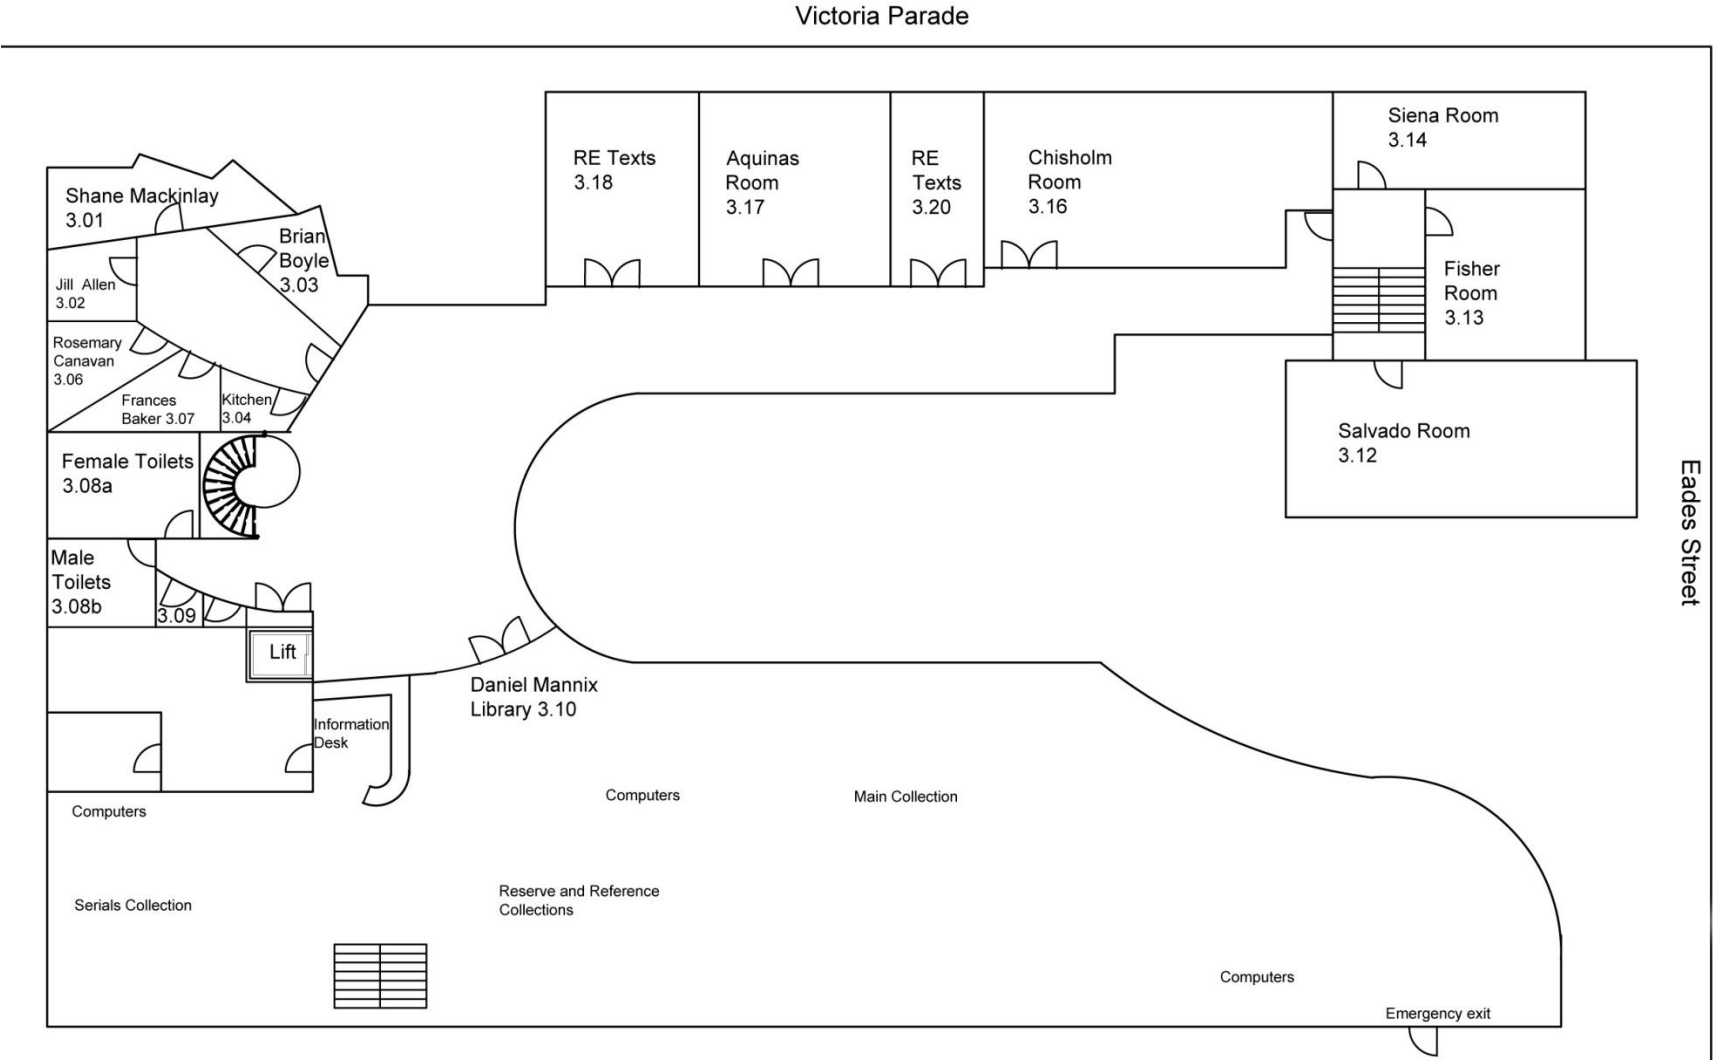 Victoria Parade
Shane Mackinlay
3.01
Brian
Boyle
3.03
Jill Allen
3.02
Rosemary
Canavan
3.06
Frances
Baker 3.07
Kitchen
3.04
Female Toilets
3.08a
Male
Toilets
3.08b
3.09
Lift
RE Texts
3.18
Aquinas
Room
3.17
RE
Texts
3.20
Chisholm
Room
3.16
Siena Room
3.14
Fisher
Room
3.13
Salvado Room
3.12
Eades Street
Daniel Mannix
Library 3.10
Information
Desk
Computers
Computers
Main Collection
Serials Collection
Reserve and Reference
Collections
Computers
Emergency exit